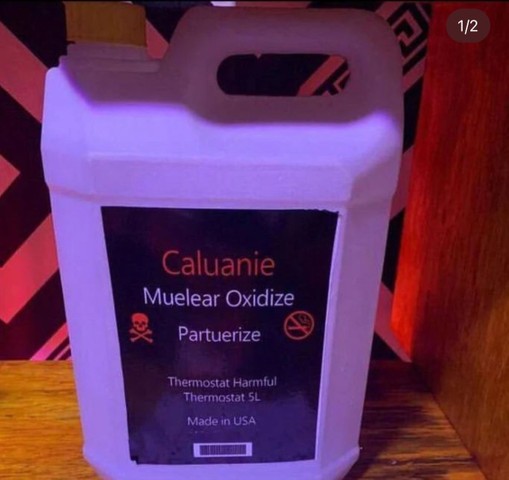 1/2
Caluanie
Muelear Oxidize
Partuerize
Thermostat Harmful
Thermostat 5L
Made in USA